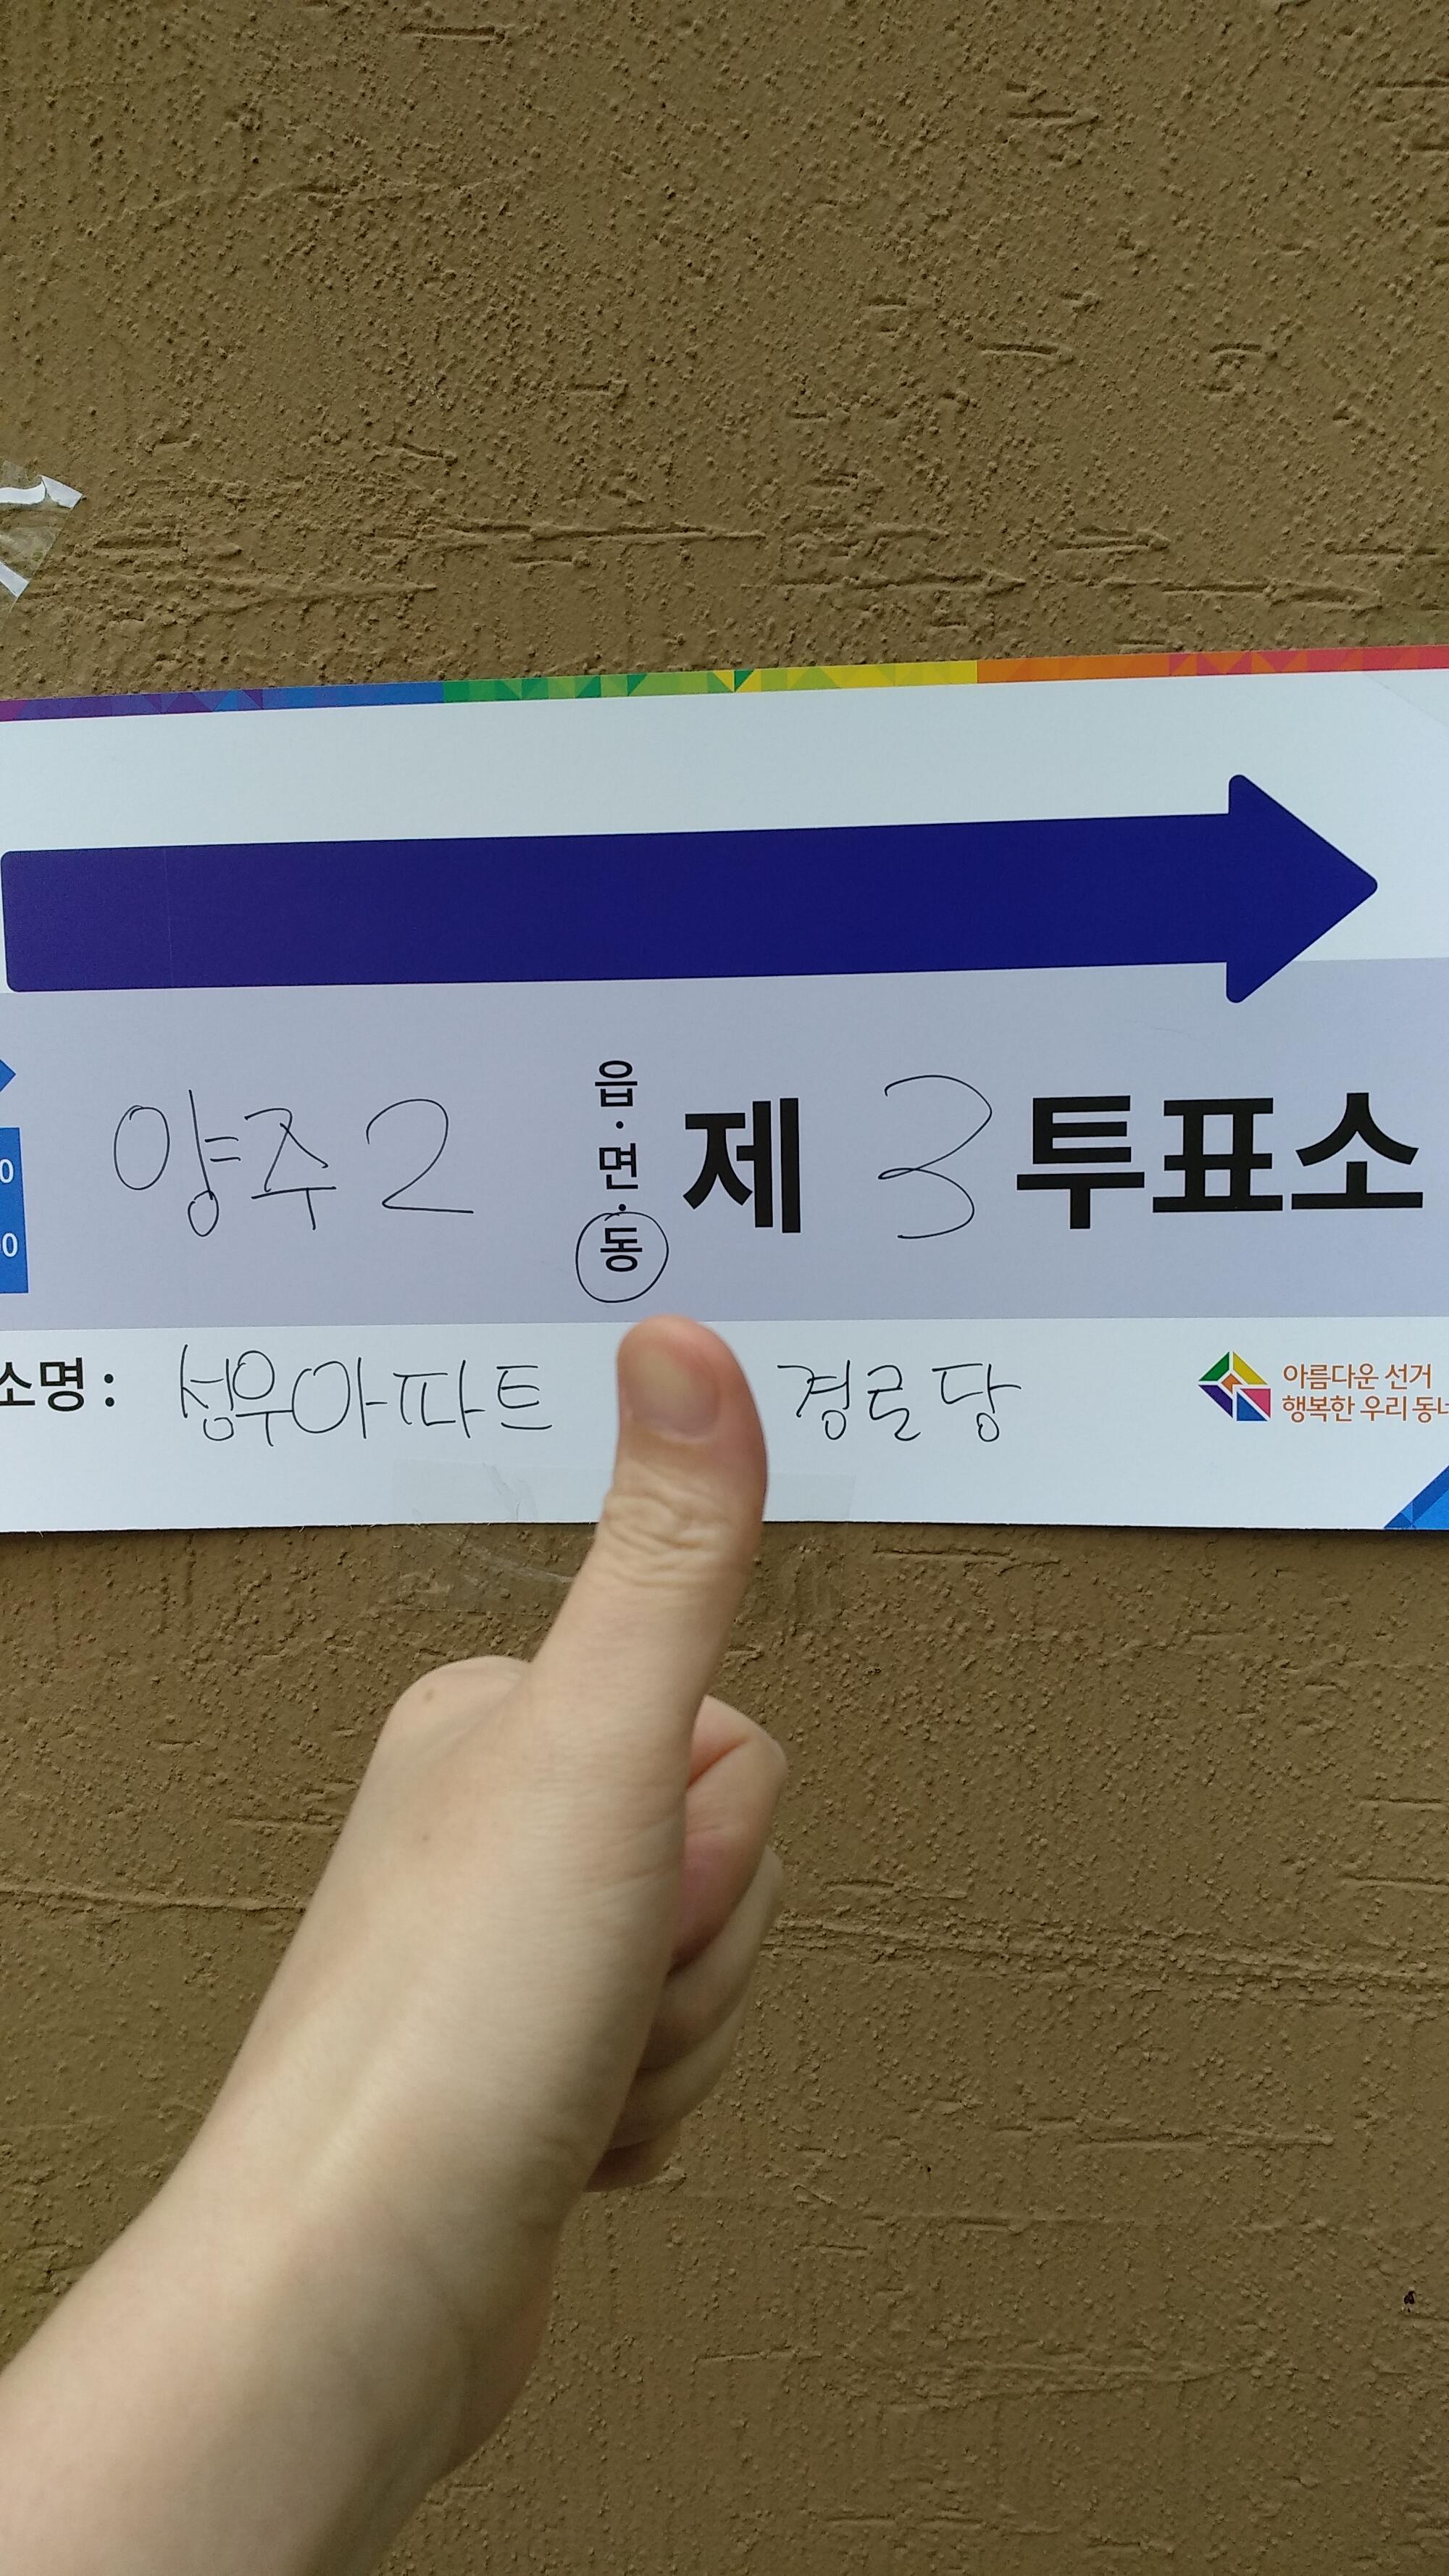 양주2 읍·면·동 제 3 투표소
소명 : 성우아파트 경로당
아름다운 선거
행복한 우리 동네